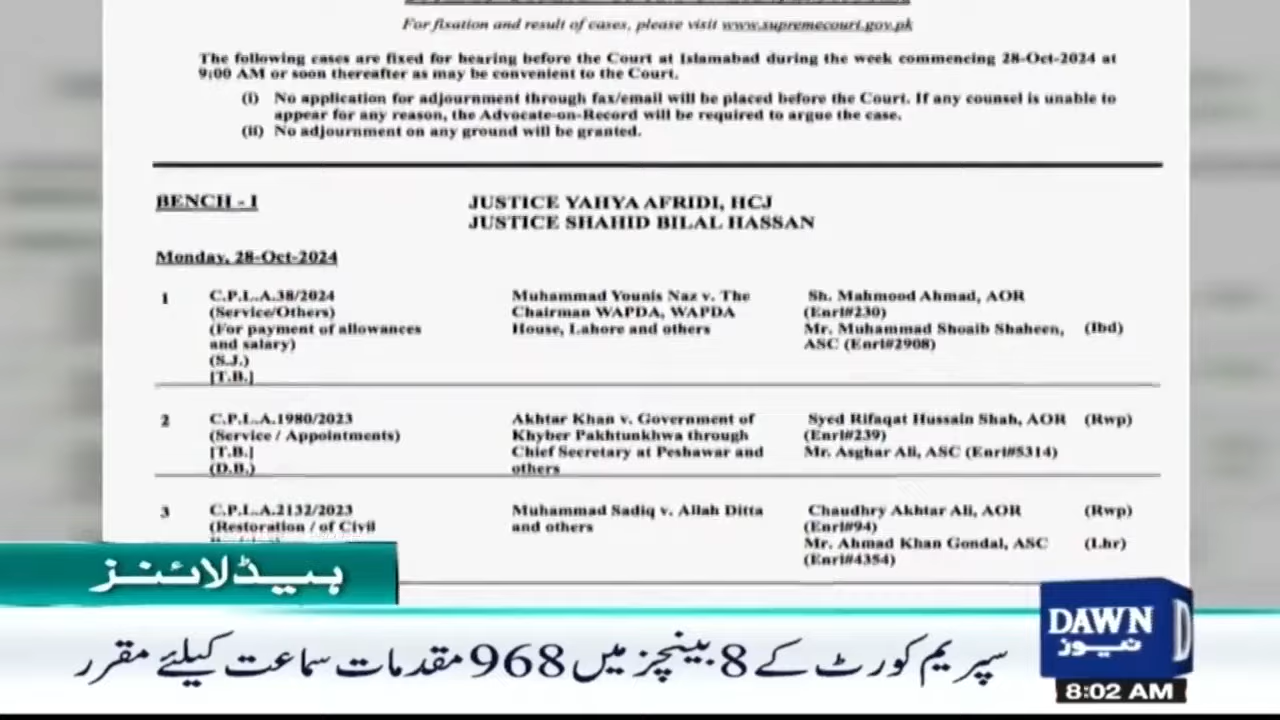 For fixation and result of cases, please visit www.supremecourt.gov.pk
The following cases are fixed for hearing before the Court at Islamabad during the week commencing 28-Oct-2024 at
9:00 AM or soon thereafter as may be convenient to the Court.
(i) No application for adjournment through fax/email will be placed before the Court. If any counsel is unable to
appear for any reason, the Advocate-on-Record will be required to argue the case.
(ii) No adjournment on any ground will be granted.
BENCH - I
JUSTICE YAHYA AFRIDI, HCJ
JUSTICE SHAHID BILAL HASSAN
Monday, 28-Oct-2024
1
C.P.L.A.38/2024
(Service/Others)
(For payment of allowances
and salary)
(S.J.)
[T.B.]
Muhammad Younis Naz v. The
Chairman WAPDA, WAPDA
House, Lahore and others
Sh. Mahmood Ahmad, AOR
(Enrl#230)
Mr. Muhammad Shoaib Shaheen,
ASC (Enrl#2908)
(Ibd)
2
C.P.L.A.1980/2023
(Service / Appointments)
[T.B.]
(D.B.)
Akhtar Khan v. Government of
Khyber Pakhtunkhwa through
Chief Secretary at Peshawar and
others
Syed Rifaqat Hussain Shah, AOR
(Enrl#239)
Mr. Asghar Ali, ASC (Enrl#5314)
(Rwp)
3
C.P.L.A.2132/2023
(Restoration / of Civil
Muhammad Sadiq v. Allah Ditta
and others
Chaudhry Akhtar Ali, AOR
(Enrl#94)
Mr. Ahmad Khan Gondal, ASC
(Enrl#4354)
(Rwp)
(Lhr)
ہیڈلائنز
سپریم کورٹ کے 8 بینچز میں 968 مقدمات سماعت کیلئے مقرر
DAWN
نیوز
D
8:02 AM